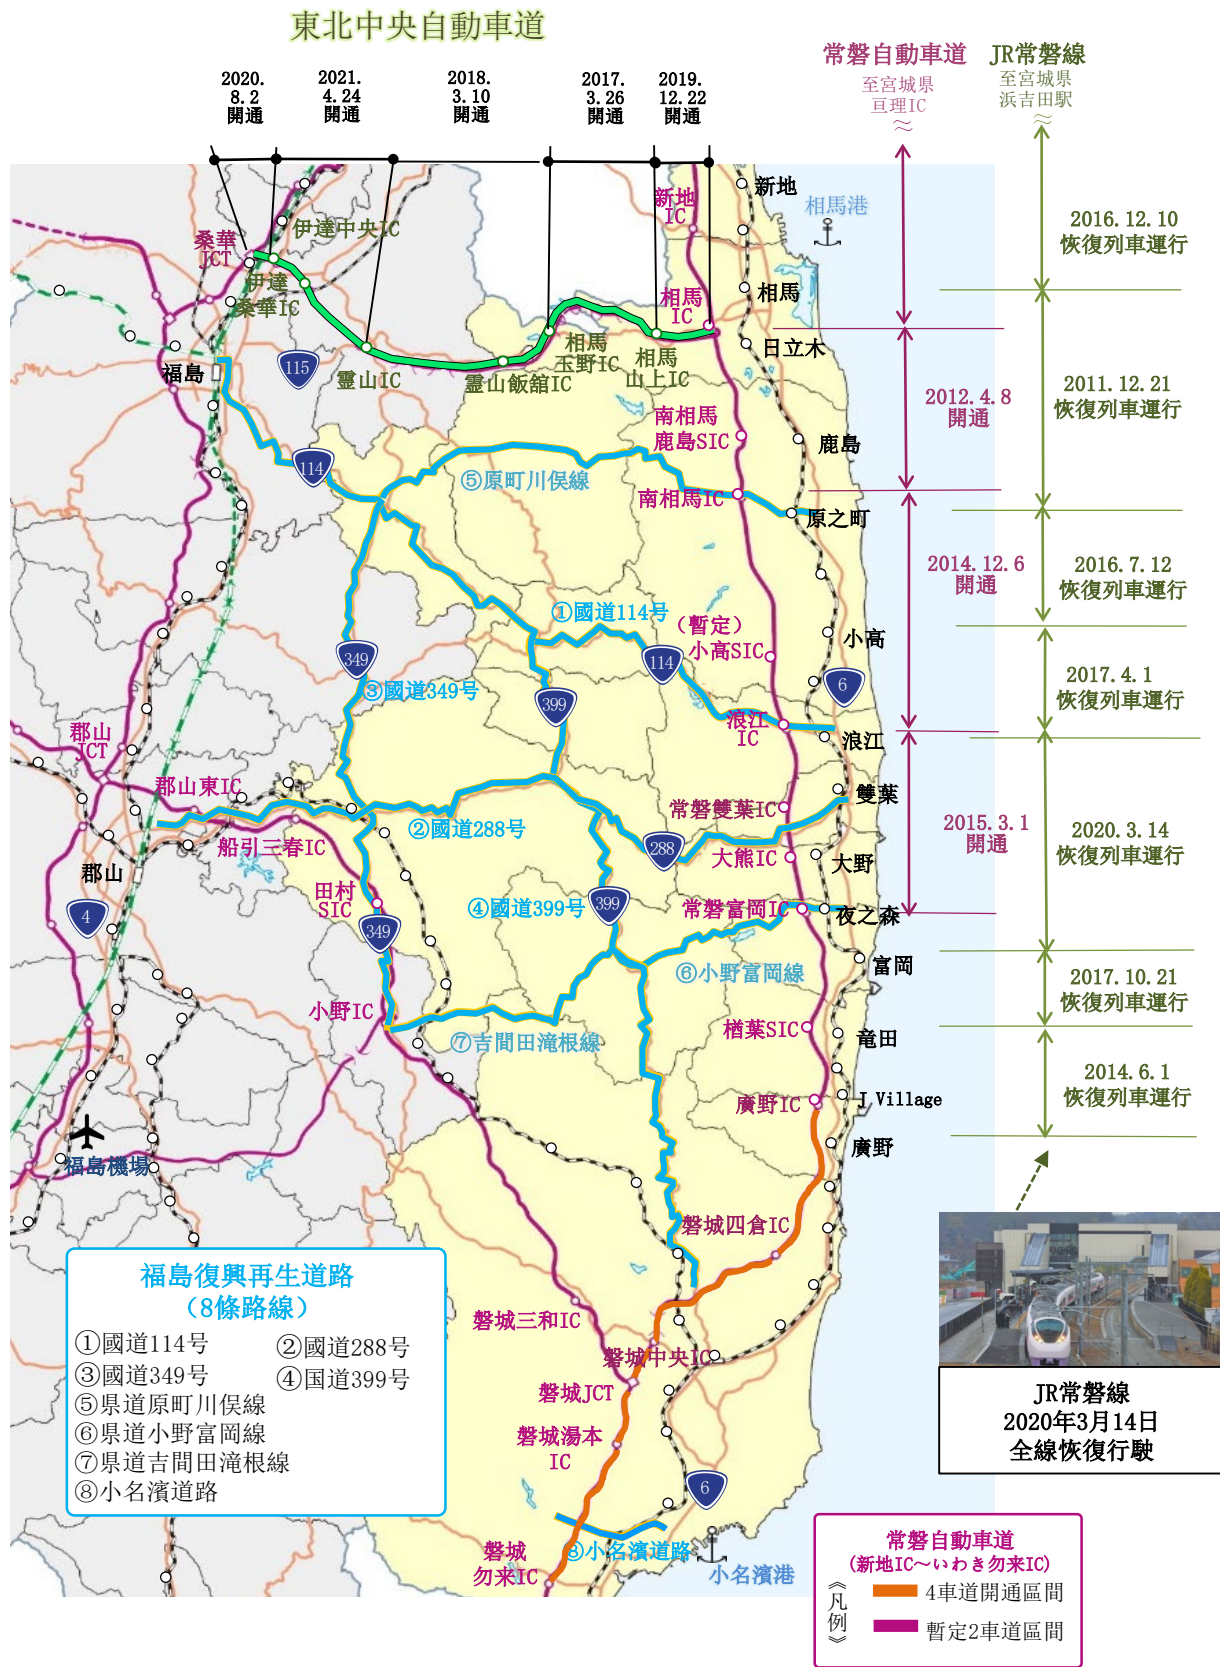 東北中央自動車道
2020.
8.2
開通
2021.
4.24
開通
2018.
3.10
開通
2017.
3.26
開通
2019.
12.22
開通
常磐自動車道
至宮城県
亘理IC
JR常磐線
至宮城県
浜吉田駅
新地
IC
新地
相馬港
桑華
JCT
伊達中央IC
伊達
桑華IC
相馬
IC
相馬
福島
115
霊山IC
霊山飯舘IC
相馬
玉野IC
相馬
山上IC
日立木
2016.12.10
恢復列車運行
2012.4.8
開通
2011.12.21
恢復列車運行
南相馬
鹿島SIC
鹿島
114
⑤原町川俣線
南相馬IC
原之町
2014.12.6
開通
2016.7.12
恢復列車運行
①國道114号
(暫定)
小高SIC
小高
349
114
6
③國道349号
399
2017.4.1
恢復列車運行
浪江
IC
浪江
郡山
JCT
郡山東IC
常磐雙葉IC
雙葉
②國道288号
船引三春IC
288
大熊IC
大野
2015.3.1
開通
2020.3.14
恢復列車運行
郡山
田村
SIC
4
349
④國道399号
399
常磐富岡IC
夜之森
⑥小野富岡線
富岡
小野IC
⑦吉間田滝根線
楢葉SIC
竜田
2017.10.21
恢復列車運行
廣野IC
J Village
2014.6.1
恢復列車運行
福島機場
廣野
磐城四倉IC
福島復興再生道路
(8條路線)
①國道114号
②國道288号
③國道349号
④国道399号
⑤県道原町川俣線
⑥県道小野富岡線
⑦県道吉間田滝根線
⑧小名濱道路
磐城三和IC
磐城中央IC
磐城JCT
磐城湯本
IC
6
磐城
勿来IC
⑧小名濱道路
小名濱港
JR常磐線
2020年3月14日
全線恢復行駛
常磐自動車道
(新地IC～いわき勿来IC)
《凡例》
4車道開通區間
暫定2車道區間